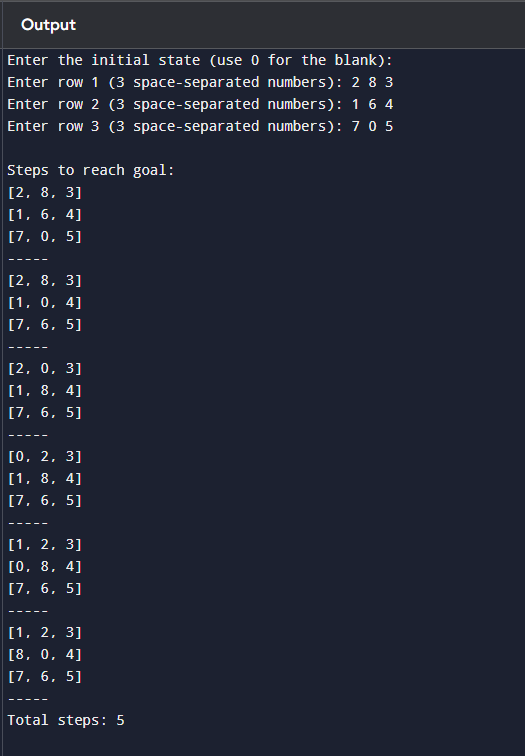 Output
Enter the initial state (use 0 for the blank):
Enter row 1 (3 space-separated numbers): 2 8 3
Enter row 2 (3 space-separated numbers): 1 6 4
Enter row 3 (3 space-separated numbers): 7 0 5
Steps to reach goal:
[2, 8, 3]
[1, 6, 4]
[7, 0, 5]
-----
[2, 8, 3]
[1, 0, 4]
[7, 6, 5]
-----
[2, 0, 3]
[1, 8, 4]
[7, 6, 5]
-----
[0, 2, 3]
[1, 8, 4]
[7, 6, 5]
-----
[1, 2, 3]
[0, 8, 4]
[7, 6, 5]
-----
[1, 2, 3]
[8, 0, 4]
[7, 6, 5]
-----
Total steps: 5